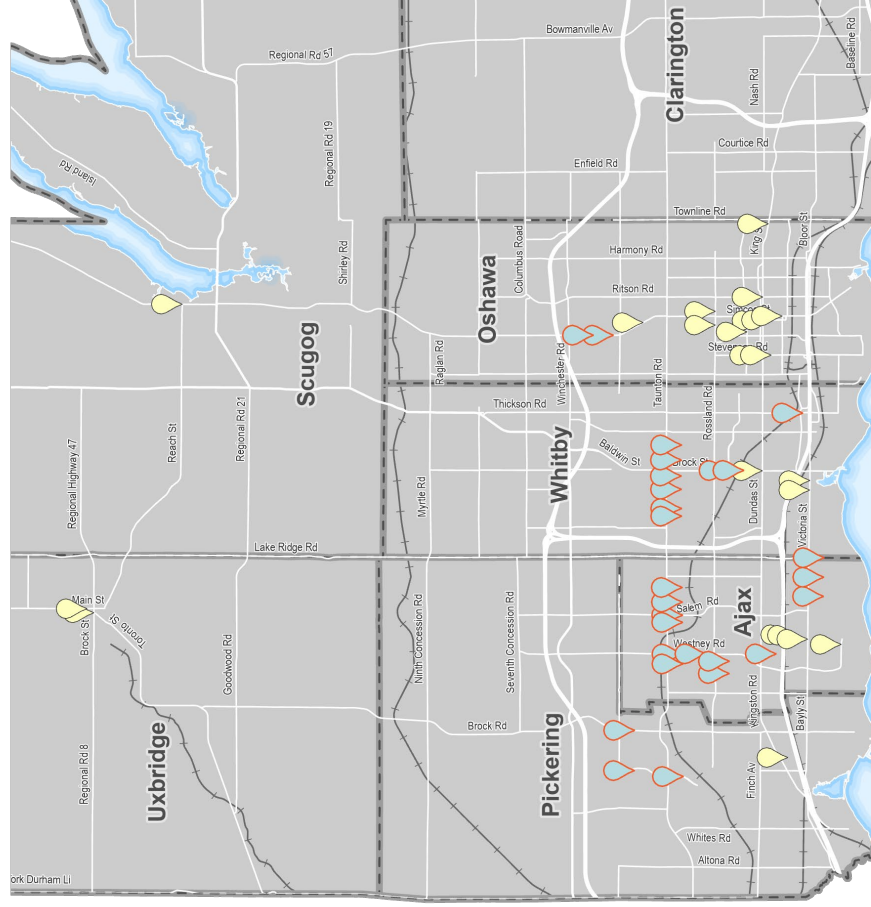 Bowmanville Av
Clarington
Baseline Rd
Regional Rd 57
Nash Rd
Regional Rd 19
Courtice Rd
Enfield Rd
Island Rd
Townline Rd
Bloor St
Columbus Road
Harmony Rd
Shirley Rd
Ritson Rd
Oshawa
Scugog
Raglan Rd
Winchester Rd
Taunton Rd
Rossland Rd
Thickson Rd
Regional Highway 47
Reach St
Regional Rd 21
Baldwin St
Whitby
Myrtle Rd
Dundas St
Victoria St
Lake Ridge Rd
Main St
Brock St
Toronto St
Salem Rd
Ajax
Westney Rd
Ninth Concession Rd
Seventh Concession Rd
Goodwood Rd
Bayly St
Brock Rd
Pickering
Uxbridge
Regional Rd 8
Finch Av
Whites Rd
Altona Rd
ork Durham Li